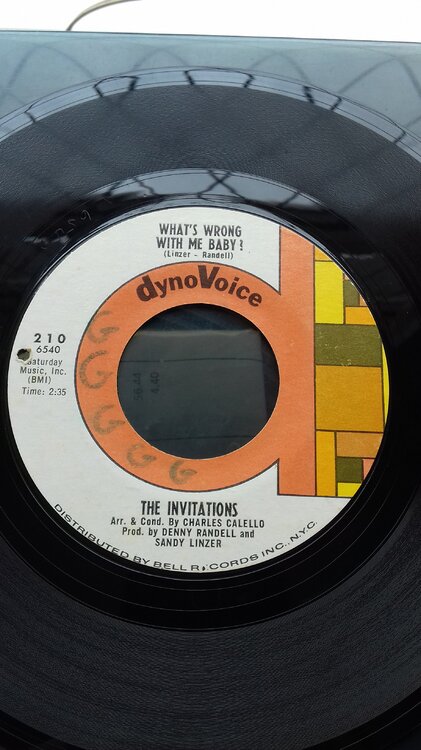 WHAT'S WRONG
WITH ME BABY?
(Linzer - Randell)
dynoVoice
210
6540
Saturday
Music, Inc.
(BMI)
Time: 2:35
G G G G G G
THE INVITATIONS
Arr. & Cond. By CHARLES CALELLO
Prod. by DENNY RANDELL and
SANDY LINZER
DISTRIBUTED BY BELL RECORDS INC., N.Y.C.